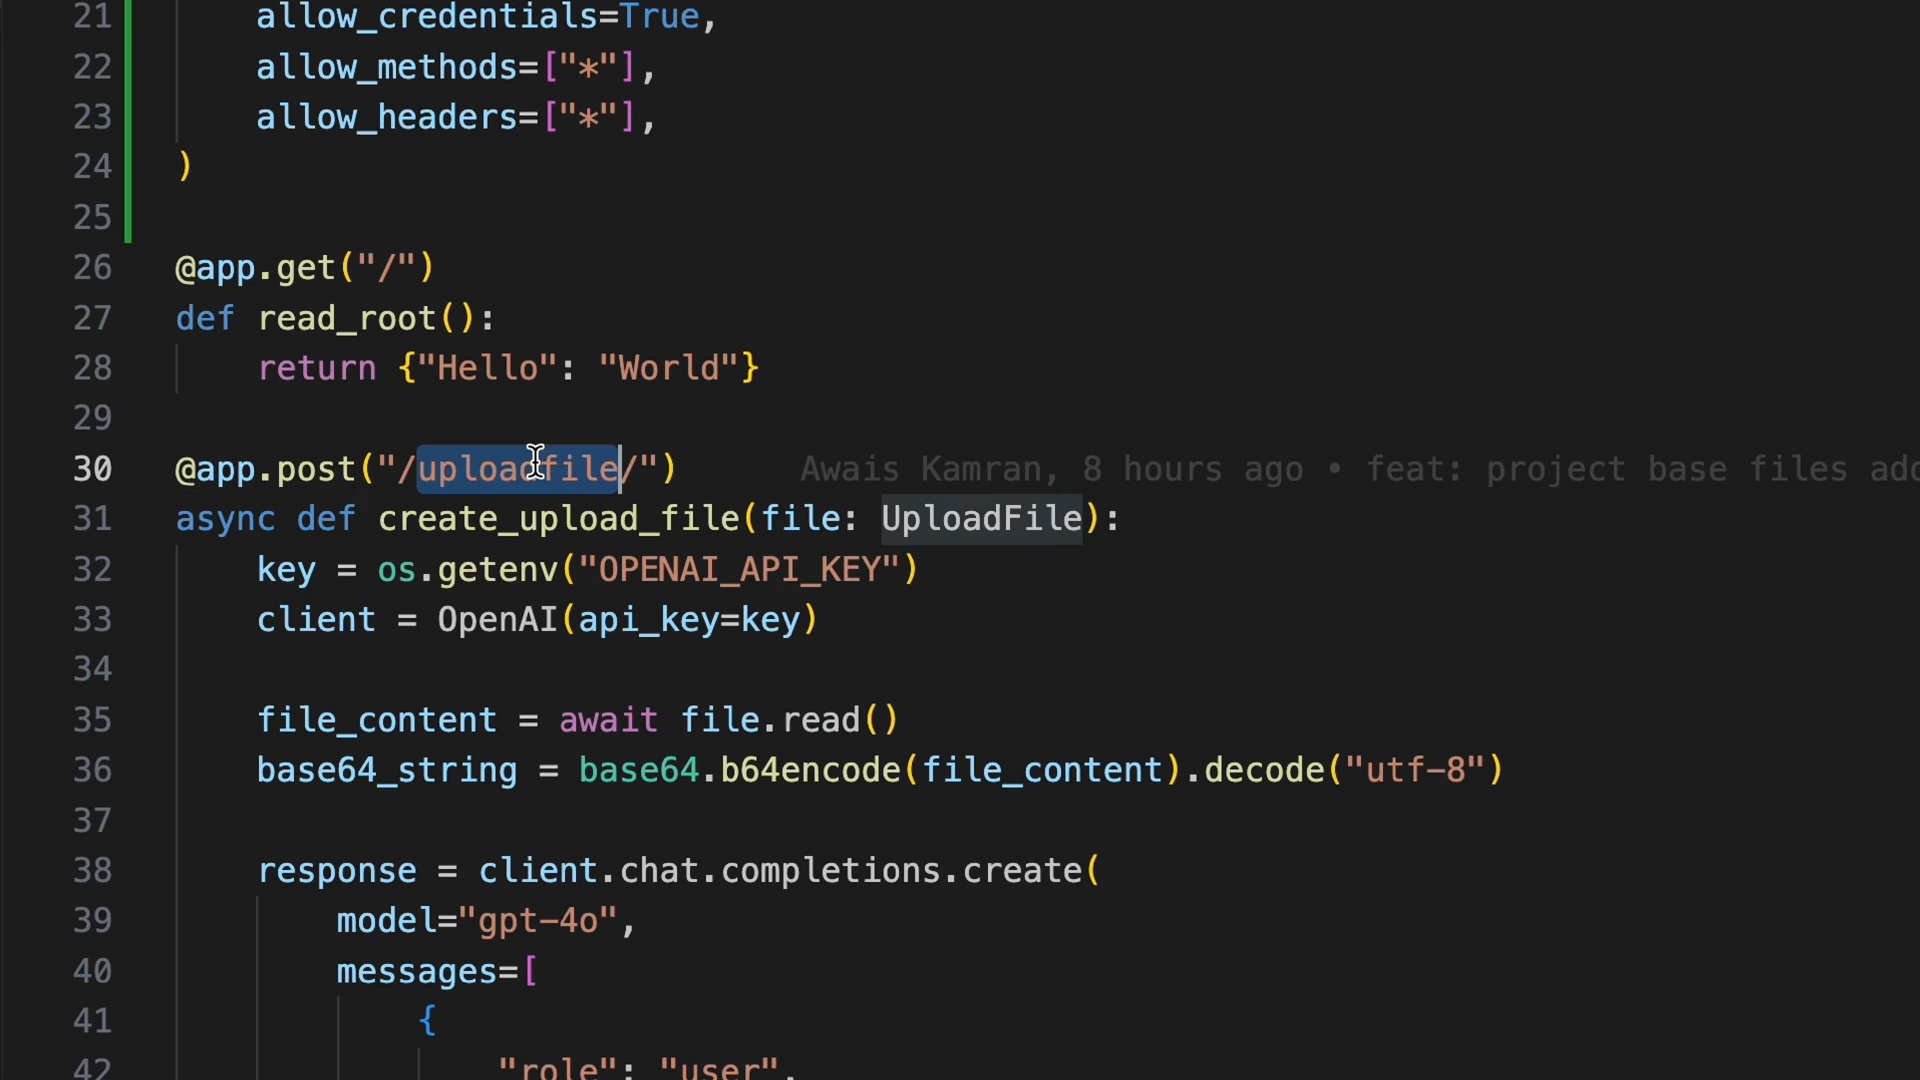 21 allow_credentials=True,
22 allow_methods=["*"],
23 allow_headers=["*"],
24 )
25
26 @app.get("/")
27 def read_root():
28 return {"Hello": "World"}
29
30 @app.post("/uploadfile/") Awais Kamran, 8 hours ago • feat: project base files
31 async def create_upload_file(file: UploadFile):
32 key = os.getenv("OPENAI_API_KEY")
33 client = OpenAI(api_key=key)
34
35 file_content = await file.read()
36 base64_string = base64.b64encode(file_content).decode("utf-8")
37
38 response = client.chat.completions.create(
39 model="gpt-4o",
40 messages=[
41 {
42 "role": "user",